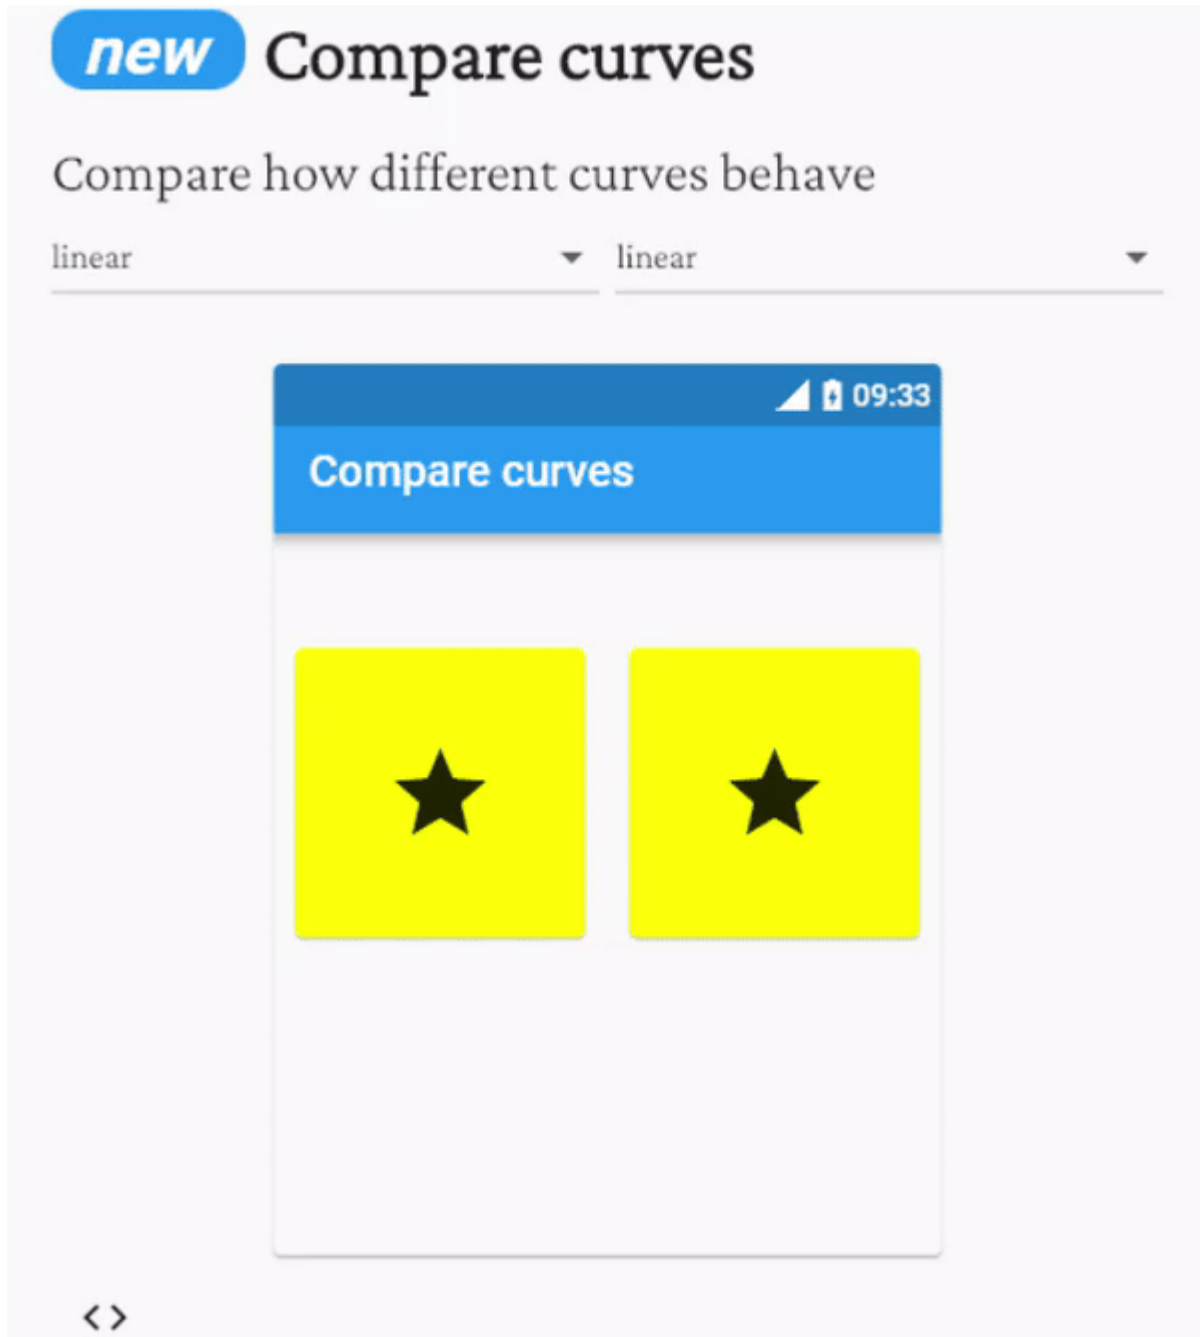 new Compare curves
Compare how different curves behave
linear linear
09:33
Compare curves
<>